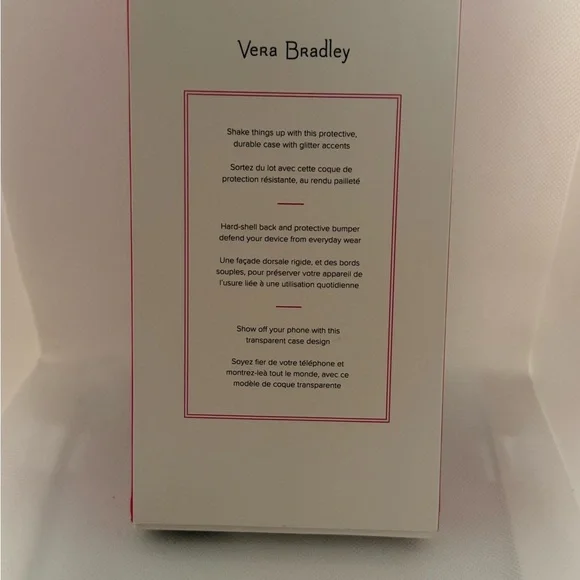 Vera Bradley
Shake things up with this protective,
durable case with glitter accents
Sortez du lot avec cette coque de
protection résistante, au rendu pailleté
Hard-shell back and protective bumper
defend your device from everyday wear
Une façade dorsale rigide, et des bords
souples, pour préserver votre appareil de
l'usure liée à une utilisation quotidienne
Show off your phone with this
transparent case design
Soyez fier de votre téléphone et
montrez-leà tout le monde, avec ce
modèle de coque transparente